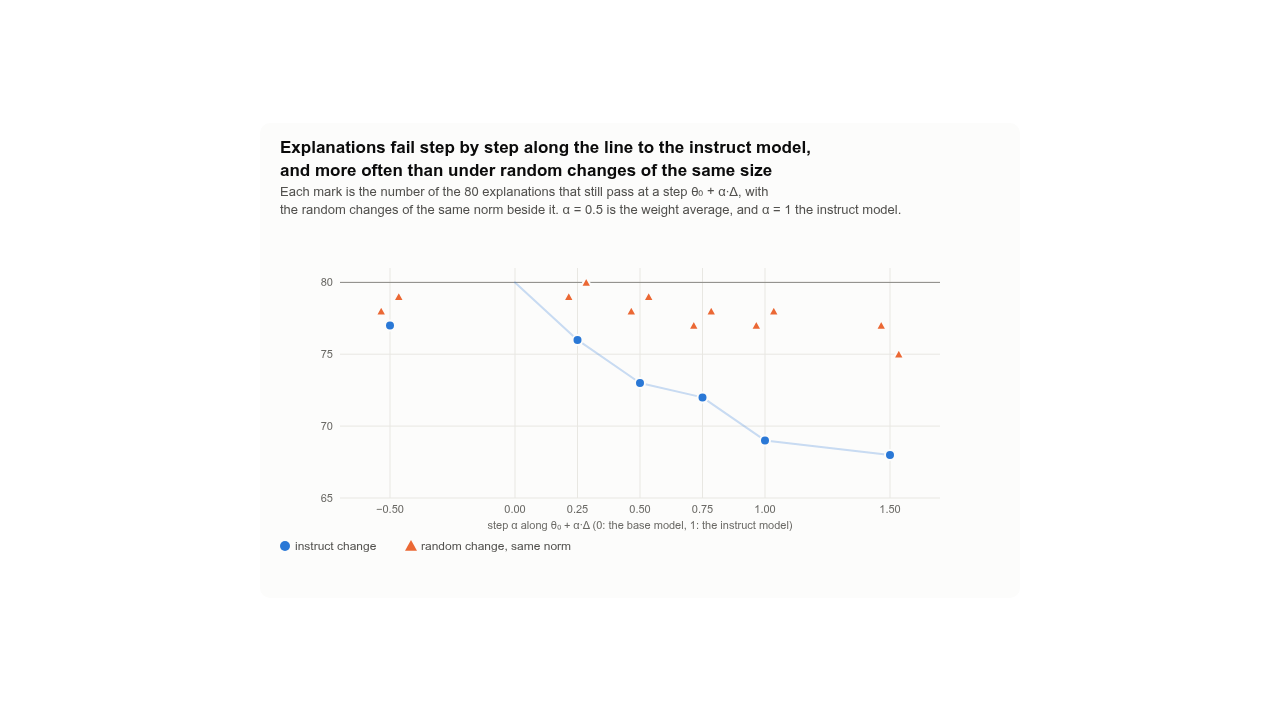 Explanations fail step by step along the line to the instruct model,
and more often than under random changes of the same size
Each mark is the number of the 80 explanations that still pass at a step θ₀ + α·Δ, with
the random changes of the same norm beside it. α = 0.5 is the weight average, and α = 1 the instruct model.
80
75
70
65
−0.50 0.00 0.25 0.50 0.75 1.00 1.50
step α along θ₀ + α·Δ (0: the base model, 1: the instruct model)
instruct change random change, same norm